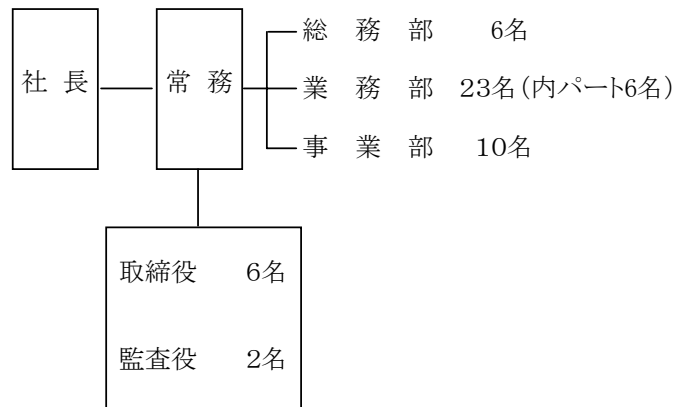 社 長
常 務
総 務 部 6名
業 務 部 23名(内パート6名)
事 業 部 10名
取締役 6名
監査役 2名